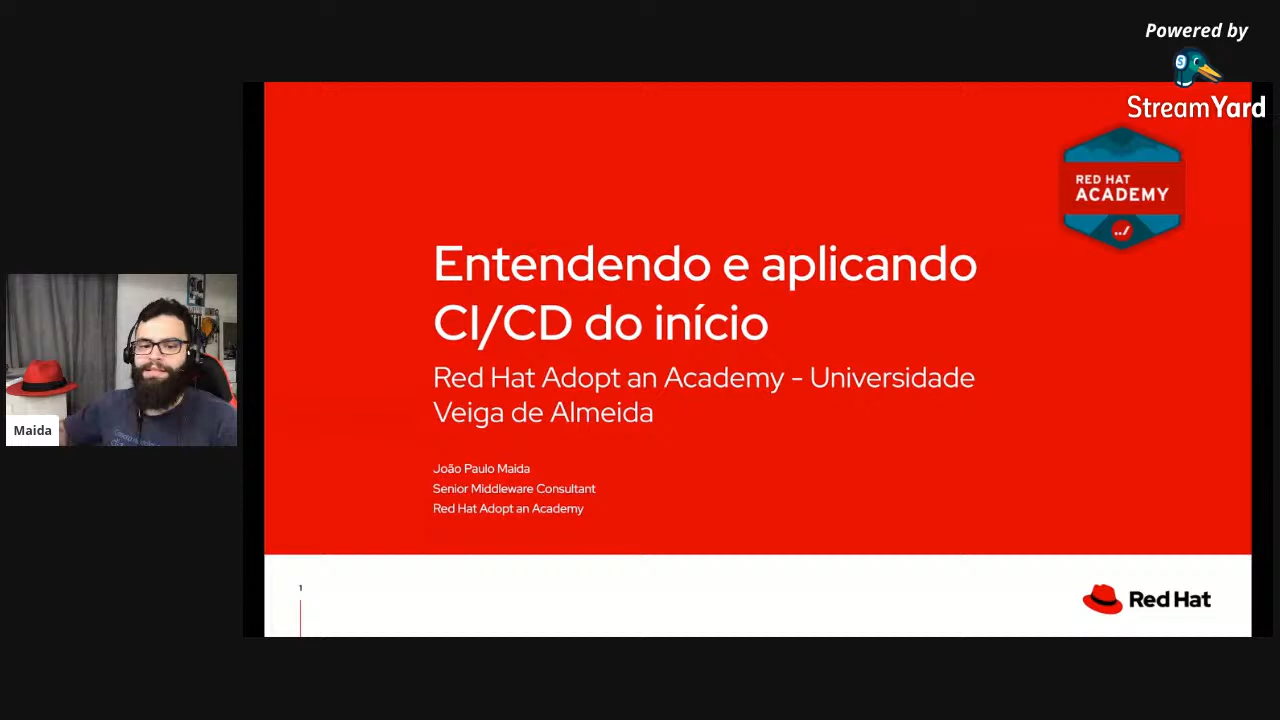 Powered by
StreamYard
RED HAT
ACADEMY
Entendendo e aplicando
CI/CD do início
Red Hat Adopt an Academy - Universidade
Veiga de Almeida
João Paulo Maida
Senior Middleware Consultant
Red Hat Adopt an Academy
Maida
1
Red Hat